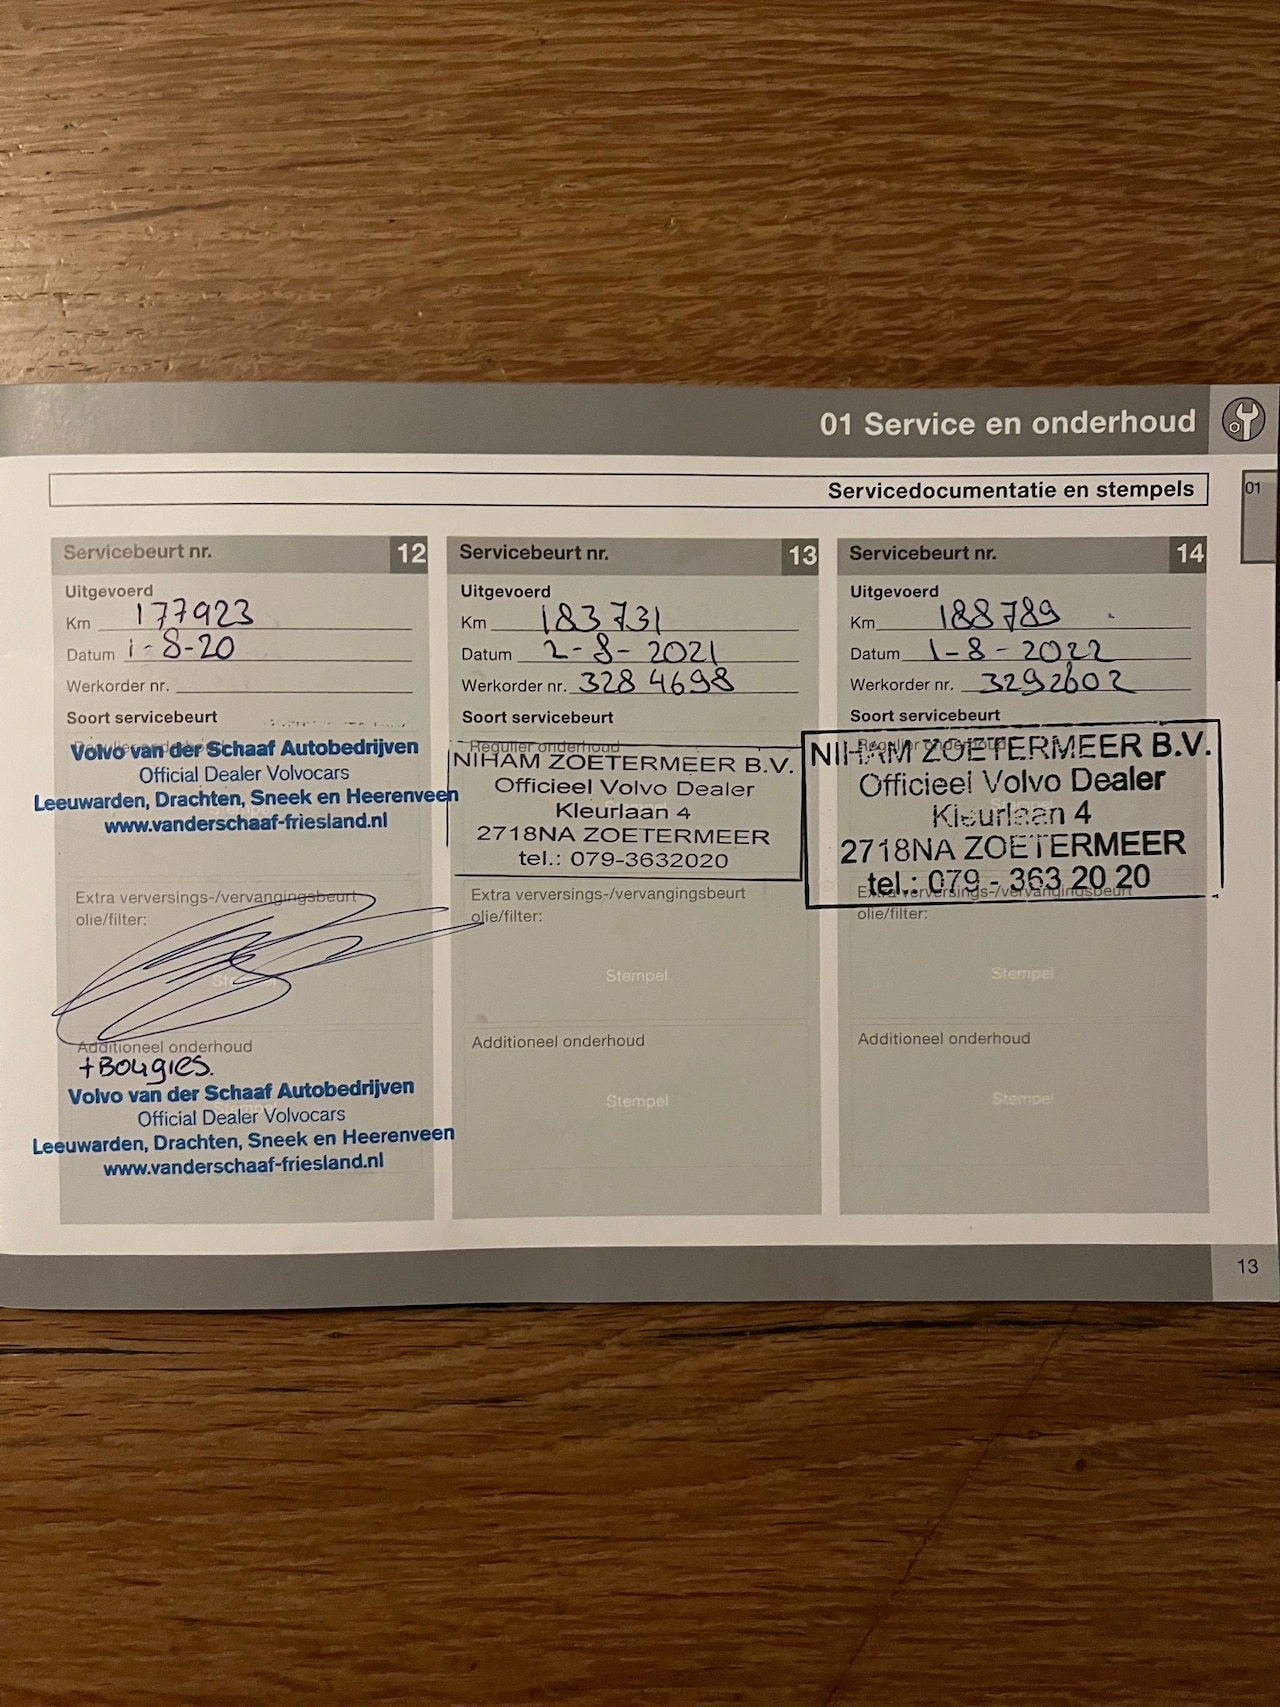 01 Service en onderhoud
Servicedocumentatie en stempels
01
Servicebeurt nr. 12
Uitgevoerd
Km 177923
Datum 1-8-20
Werkorder nr.
Soort servicebeurt
Volvo van der Schaaf Autobedrijven
Official Dealer Volvocars
Leeuwarden, Drachten, Sneek en Heerenveen
www.vanderschaaf-friesland.nl
Extra verversings-/vervangingsbeurt
olie/filter:
Stempel
Additioneel onderhoud
+Bougies.
Volvo van der Schaaf Autobedrijven
Official Dealer Volvocars
Leeuwarden, Drachten, Sneek en Heerenveen
www.vanderschaaf-friesland.nl
Servicebeurt nr. 13
Uitgevoerd
Km 183731
Datum 2-8-2021
Werkorder nr. 3284698
Soort servicebeurt
Regulier onderhoud
NIHAM ZOETERMEER B.V.
Officieel Volvo Dealer
Kleurlaan 4
2718NA ZOETERMEER
tel.: 079-3632020
Extra verversings-/vervangingsbeurt
olie/filter:
Stempel
Additioneel onderhoud
Stempel
Servicebeurt nr. 14
Uitgevoerd
Km 188789
Datum 1-8-2022
Werkorder nr. 3292602
Soort servicebeurt
Regulier onderhoud
NIHAM ZOETERMEER B.V.
Officieel Volvo Dealer
Kleurlaan 4
2718NA ZOETERMEER
tel.: 079 - 363 20 20
Extra verversings-/vervangingsbeurt
olie/filter:
Stempel
Additioneel onderhoud
Stempel
13